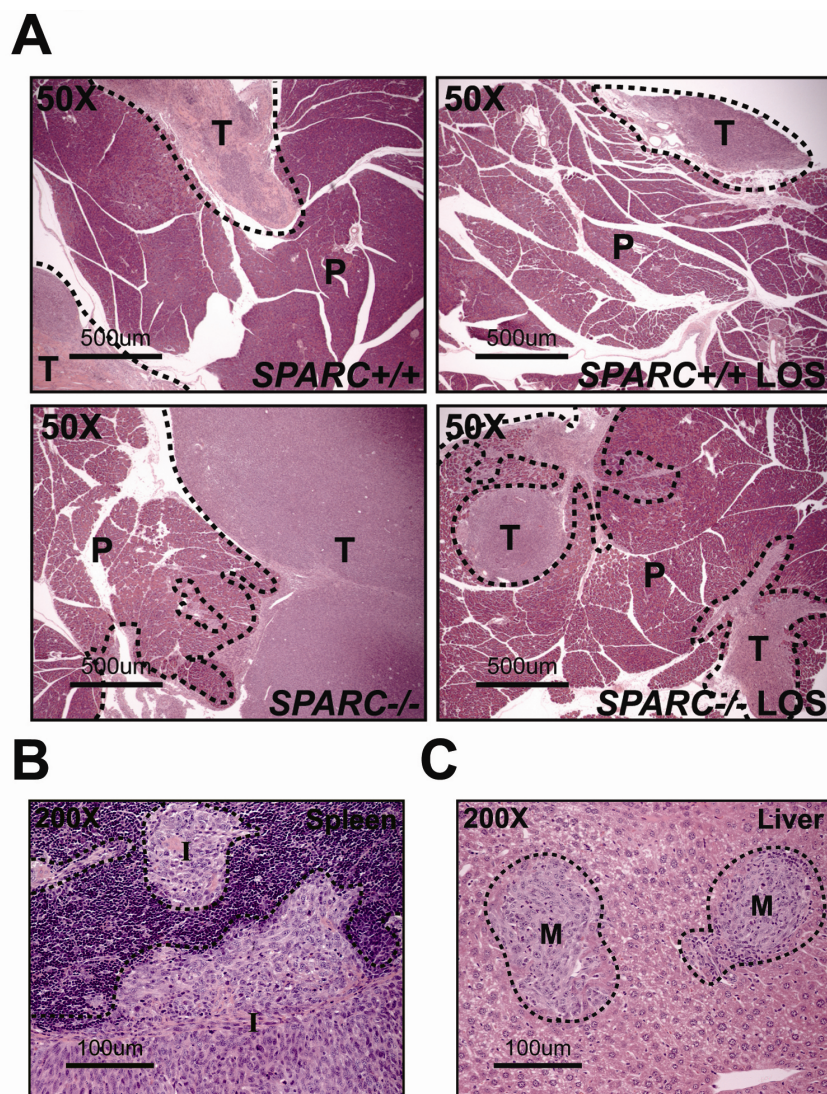 A
50X
T
P
T
500um
SPARC+/+
50X
T
P
500um
SPARC+/+ LOS
50X
P
T
500um
SPARC-/-
50X
T
P
T
500um
SPARC-/- LOS
B
200X Spleen
I
I
100um
C
200X Liver
M
M
100um